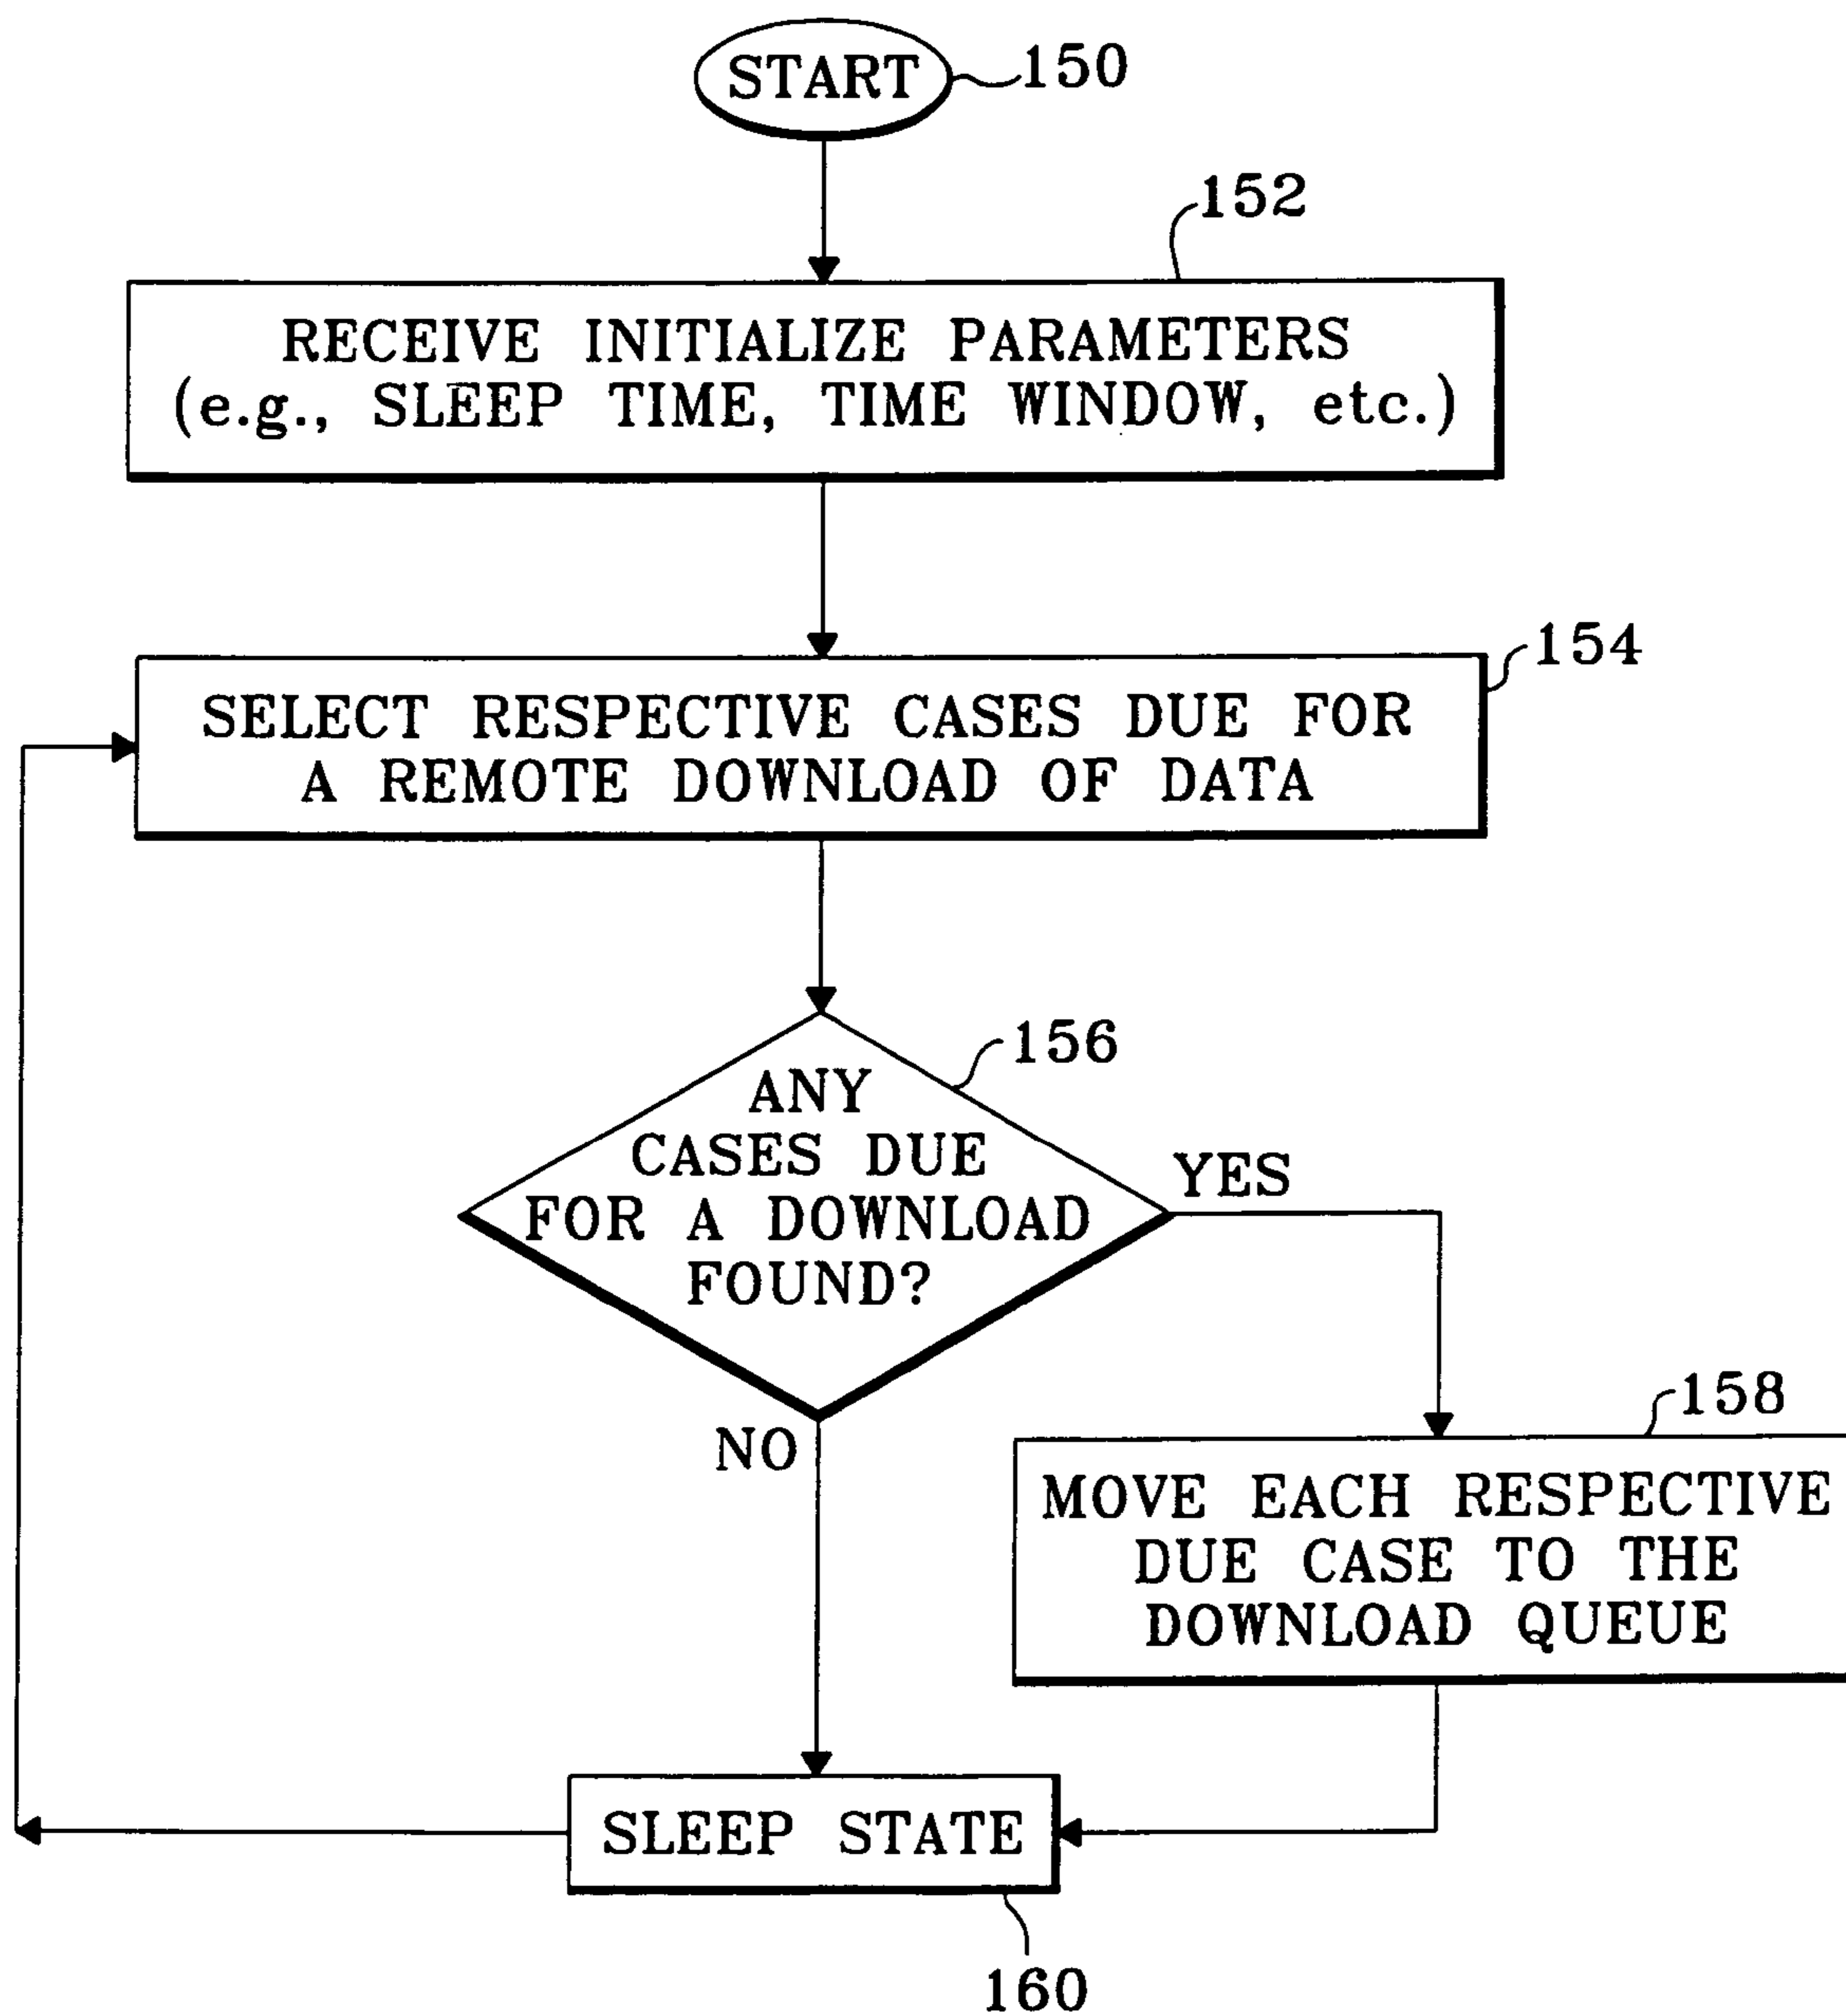 START
150
152
RECEIVE INITIALIZE PARAMETERS
(e.g., SLEEP TIME, TIME WINDOW, etc.)
154
SELECT RESPECTIVE CASES DUE FOR
A REMOTE DOWNLOAD OF DATA
156
ANY
CASES DUE
FOR A DOWNLOAD
FOUND?
YES
NO
158
MOVE EACH RESPECTIVE
DUE CASE TO THE
DOWNLOAD QUEUE
SLEEP STATE
160